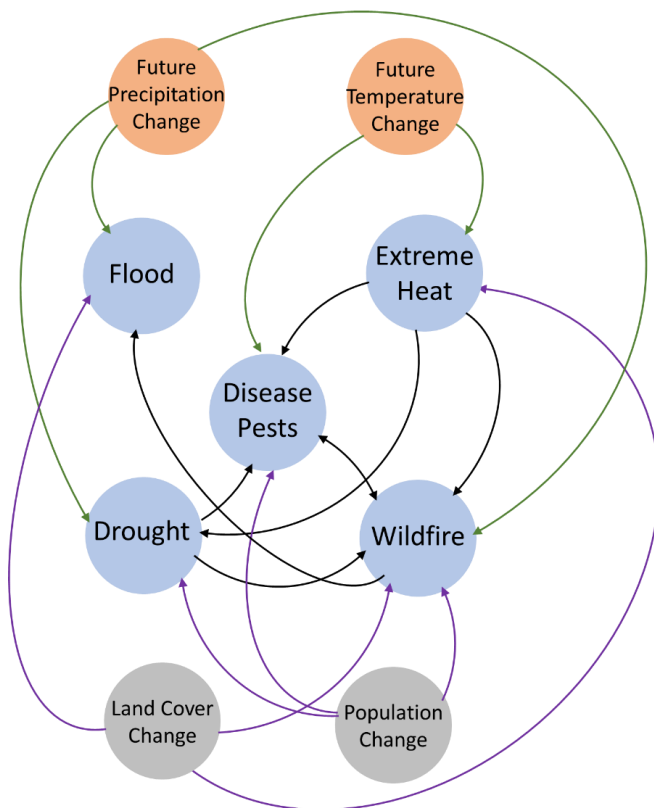 Future
Precipitation
Change
Future
Temperature
Change
Flood
Extreme
Heat
Disease
Pests
Drought
Wildfire
Land Cover
Change
Population
Change